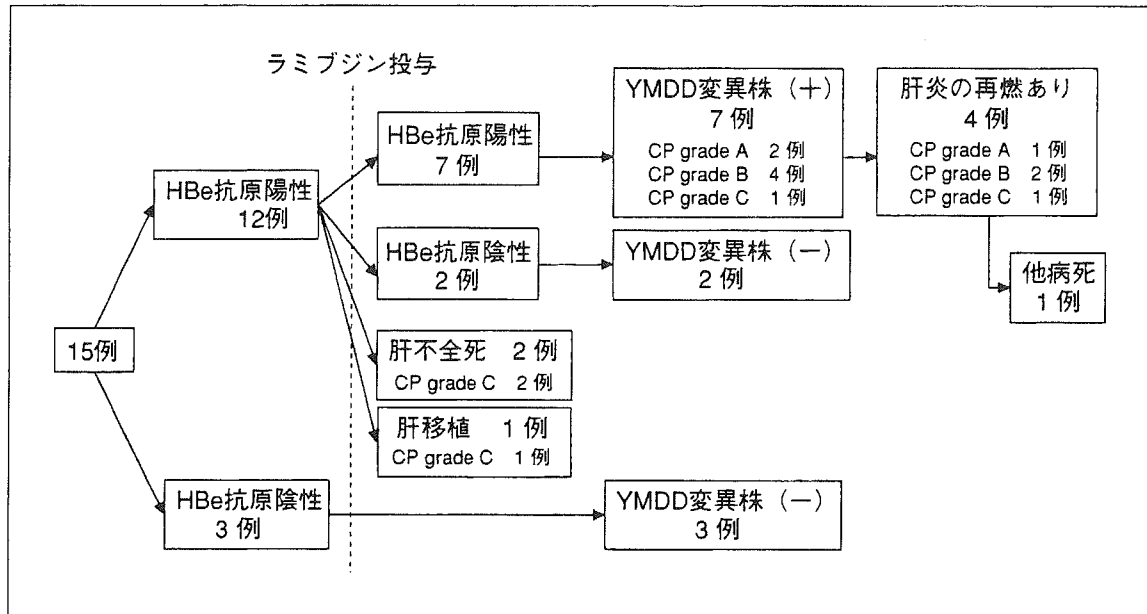 ラミブジン投与
15例
HBe抗原陽性
12例
HBe抗原陰性
3 例
HBe抗原陽性
7 例
HBe抗原陰性
2 例
肝不全死 2 例
CP grade C 2 例
肝移植 1 例
CP grade C 1 例
YMDD変異株（＋）
7 例
CP grade A 2 例
CP grade B 4 例
CP grade C 1 例
YMDD変異株（－）
2 例
YMDD変異株（－）
3 例
肝炎の再燃あり
4 例
CP grade A 1 例
CP grade B 2 例
CP grade C 1 例
他病死
1 例